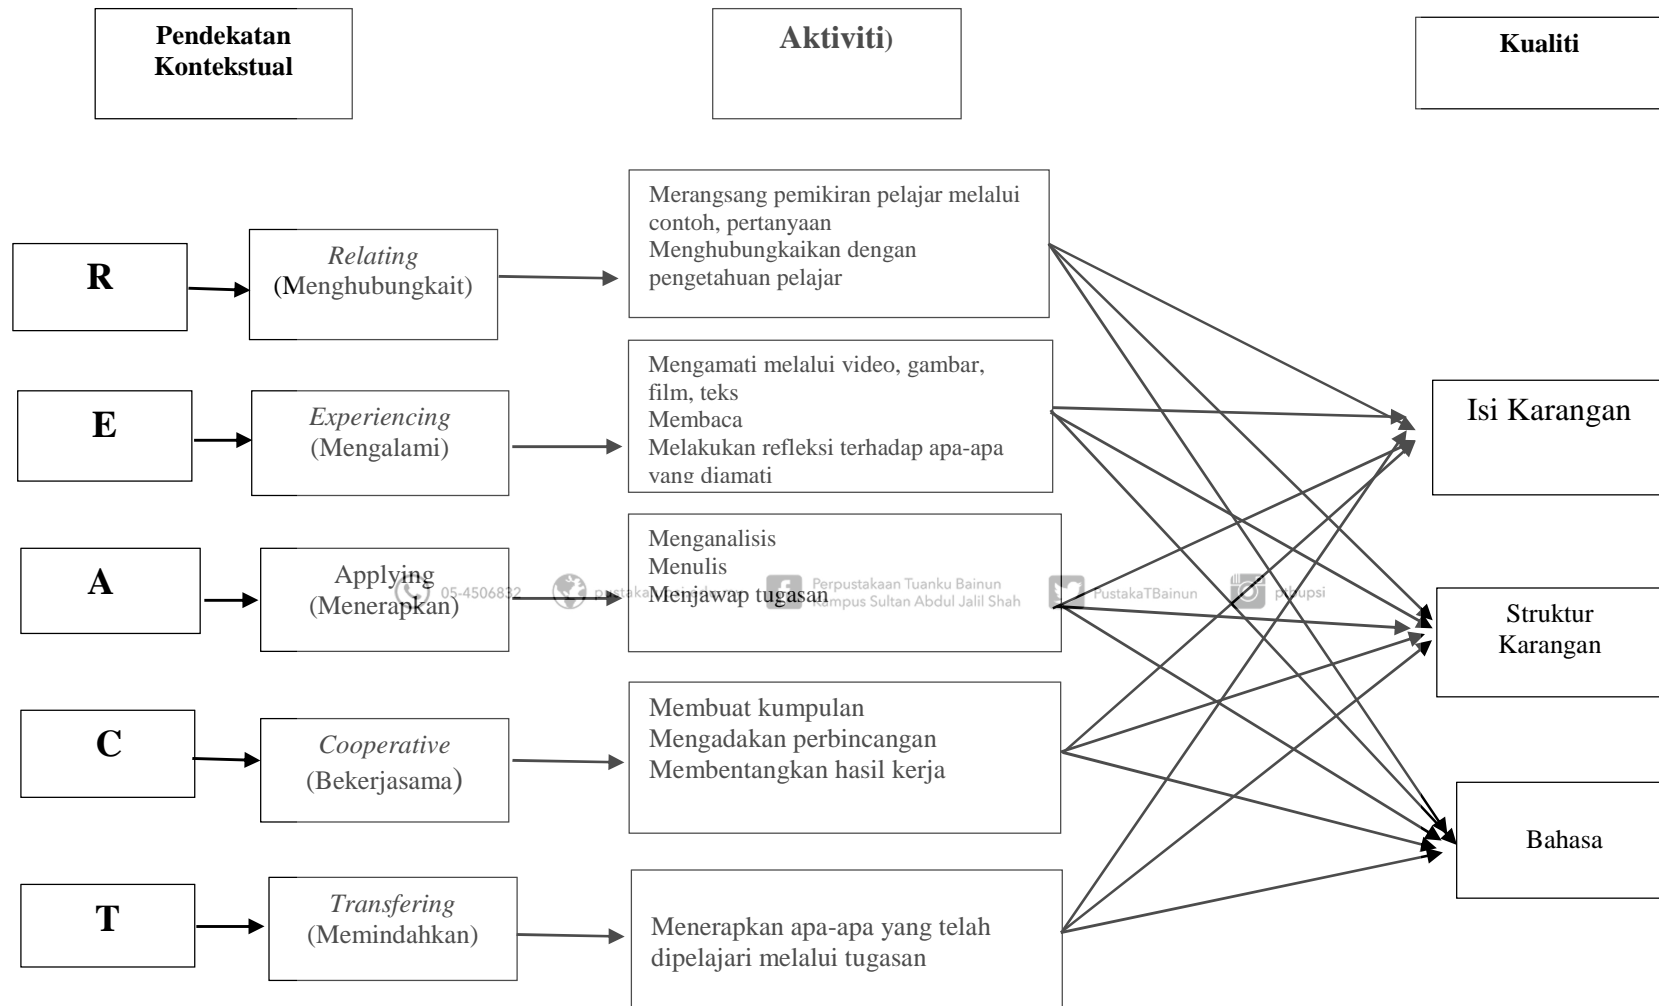 Pendekatan
Kontekstual
Aktiviti)
Kualiti
R
Relating
(Menghubungkait)
Merangsang pemikiran pelajar melalui
contoh, pertanyaan
Menghubungkaikan dengan
pengetahuan pelajar
E
Experiencing
(Mengalami)
Mengamati melalui video, gambar,
film, teks
Membaca
Melakukan refleksi terhadap apa-apa
yang diamati
Isi Karangan
A
Applying
(Menerapkan)
Menganalisis
Menulis
Menjawap tugasan
05-4506832
Perpustakaan Tuanku Bainun
Kampus Sultan Abdul Jalil Shah
PustakaTBainun
ptbupsi
Struktur
Karangan
C
Cooperative
(Bekerjasama)
Membuat kumpulan
Mengadakan perbincangan
Membentangkan hasil kerja
Bahasa
T
Transfering
(Memindahkan)
Menerapkan apa-apa yang telah
dipelajari melalui tugasan